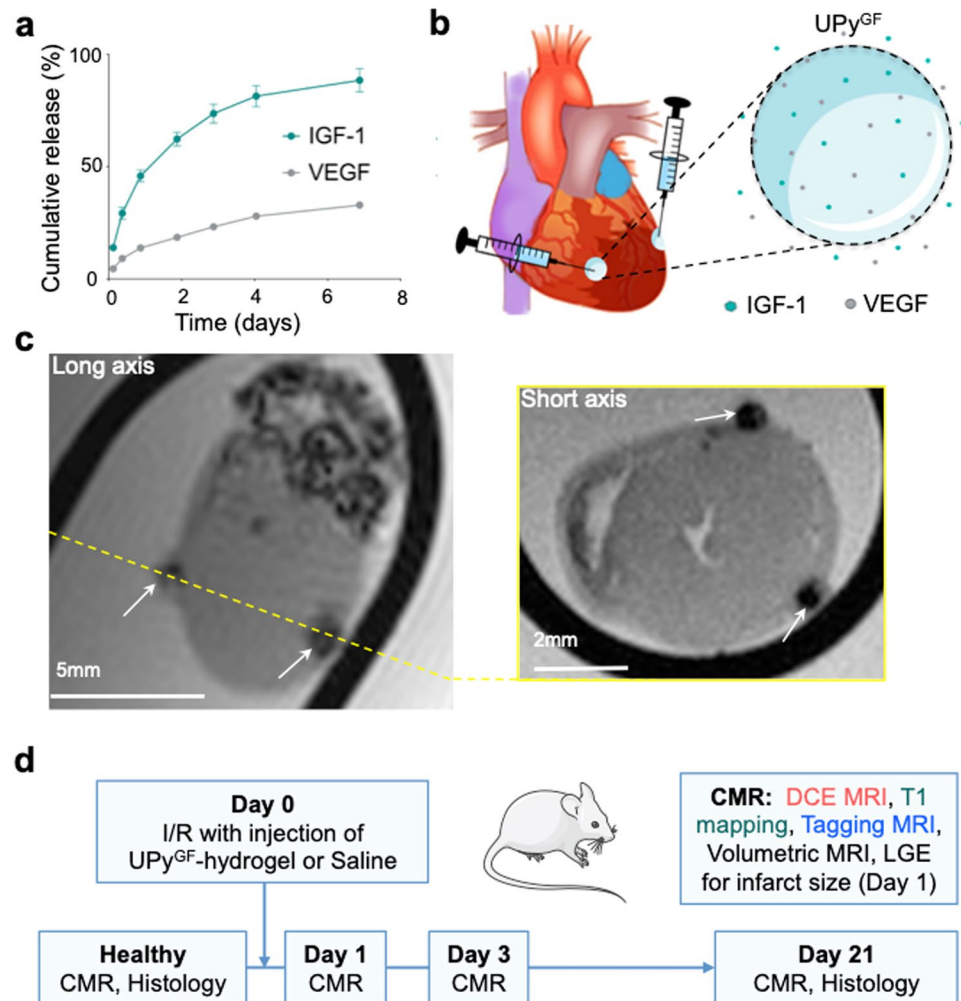 a
100
50
0
0
2
4
6
8
Cumulative release (%)
Time (days)
IGF-1
VEGF
b
UPyGF
IGF-1
VEGF
c
Long axis
5mm
Short axis
2mm
d
Day 0
I/R with injection of
UPyGF-hydrogel or Saline
CMR: DCE MRI, T1
mapping, Tagging MRI,
Volumetric MRI, LGE
for infarct size (Day 1)
Healthy
CMR, Histology
Day 1
CMR
Day 3
CMR
Day 21
CMR, Histology